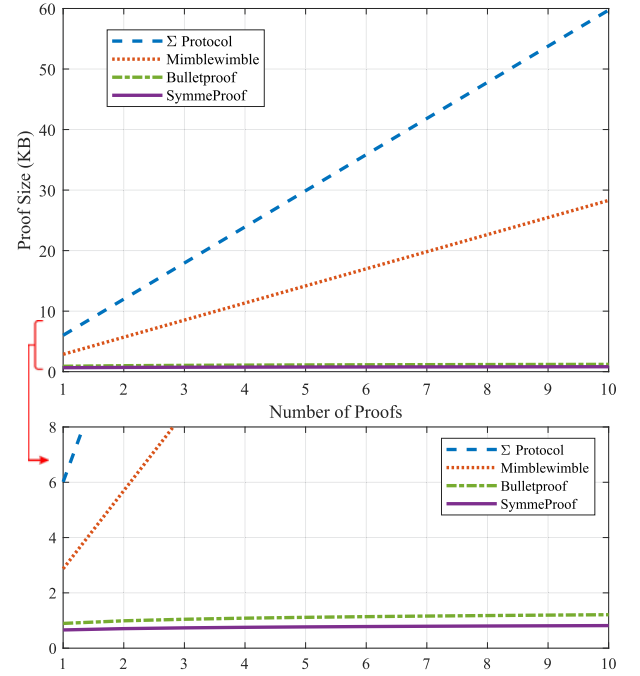 60
50
40
30
20
10
0
Proof Size (KB)
Σ Protocol
Mimblewimble
Bulletproof
SymmeProof
1 2 3 4 5 6 7 8 9 10
Number of Proofs
8
6
4
2
0
Σ Protocol
Mimblewimble
Bulletproof
SymmeProof
1 2 3 4 5 6 7 8 9 10